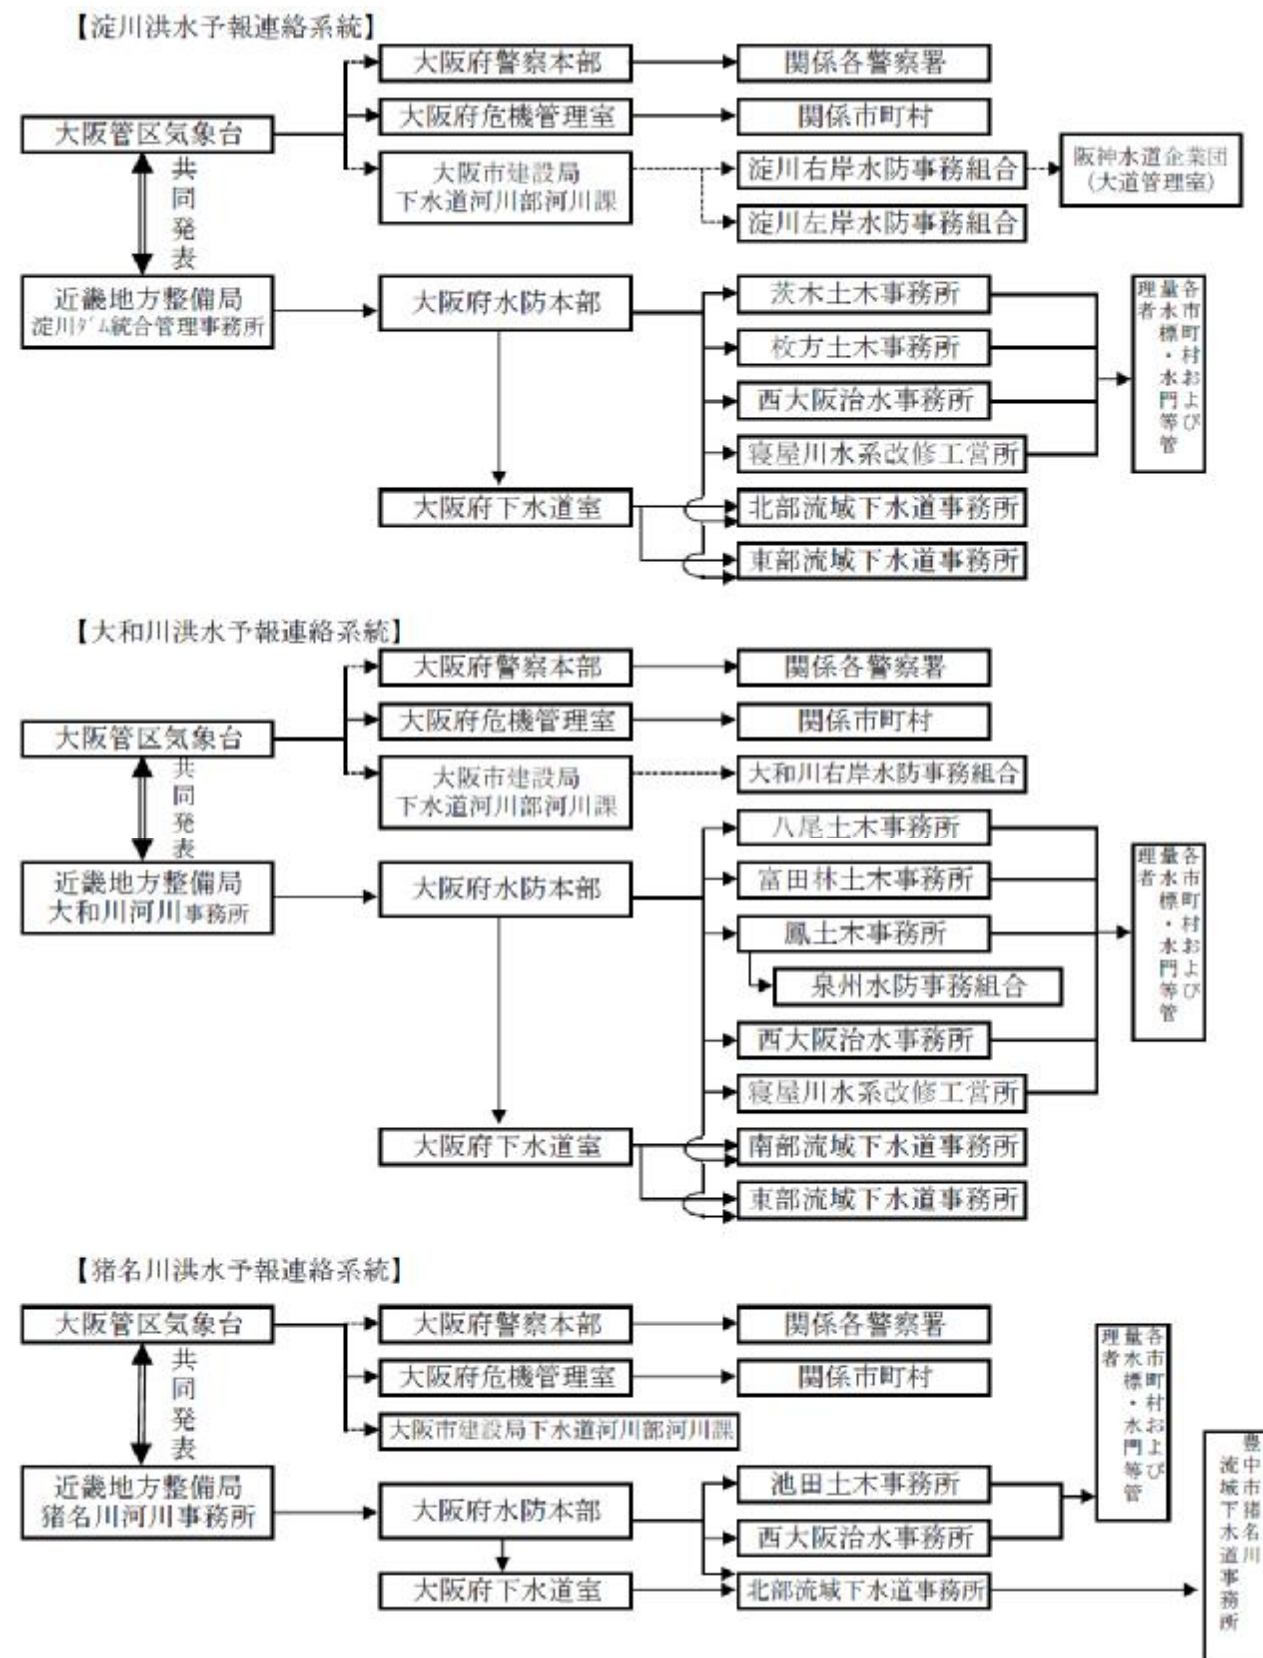 【淀川洪水予報連絡系統】
大阪府警察本部
関係各警察署
大阪府危機管理室
関係市町村
大阪管区気象台
共同発表
大阪市建設局
下水道河川部河川課
淀川右岸水防事務組合
阪神水道企業団
(大道管理室)
淀川左岸水防事務組合
近畿地方整備局
淀川ダム統合管理事務所
大阪府水防本部
茨木土木事務所
枚方土木事務所
西大阪治水事務所
寝屋川水系改修工営所
各市町村および
量水標・水門等管
理者
大阪府下水道室
北部流域下水道事務所
東部流域下水道事務所
【大和川洪水予報連絡系統】
大阪府警察本部
関係各警察署
大阪府危機管理室
関係市町村
大阪管区気象台
共同発表
大阪市建設局
下水道河川部河川課
大和川右岸水防事務組合
近畿地方整備局
大和川河川事務所
大阪府水防本部
八尾土木事務所
富田林土木事務所
鳳土木事務所
泉州水防事務組合
西大阪治水事務所
寝屋川水系改修工営所
各市町村および
量水標・水門等管
理者
大阪府下水道室
南部流域下水道事務所
東部流域下水道事務所
【猪名川洪水予報連絡系統】
大阪管区気象台
共同発表
大阪府警察本部
関係各警察署
大阪府危機管理室
関係市町村
大阪市建設局下水道河川部河川課
近畿地方整備局
猪名川河川事務所
大阪府水防本部
池田土木事務所
西大阪治水事務所
各市町村および
量水標・水門等管
理者
大阪府下水道室
北部流域下水道事務所
豊中市猪名川
流域下水道事務所